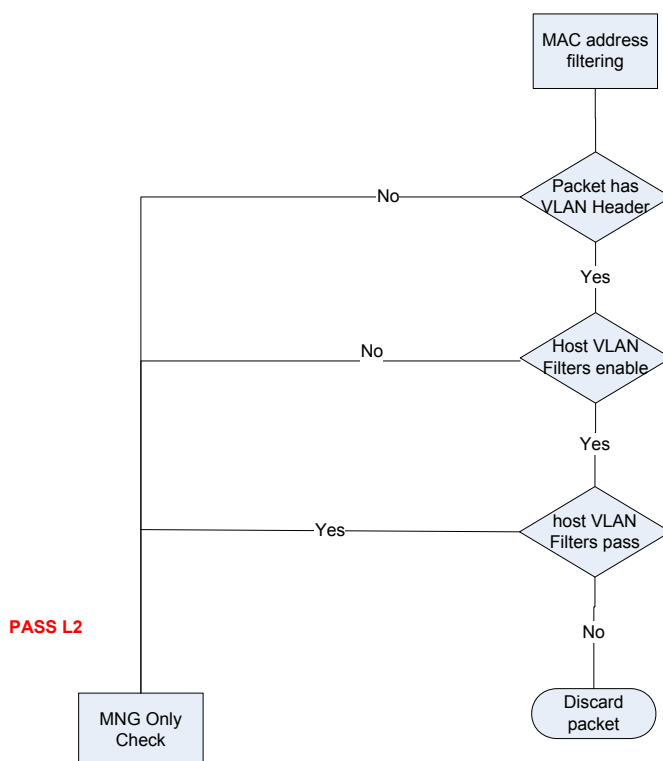 MAC address
filtering
Packet has
VLAN Header
No
Yes
Host VLAN
Filters enable
No
Yes
host VLAN
Filters pass
Yes
No
PASS L2
MNG Only
Check
Discard
packet